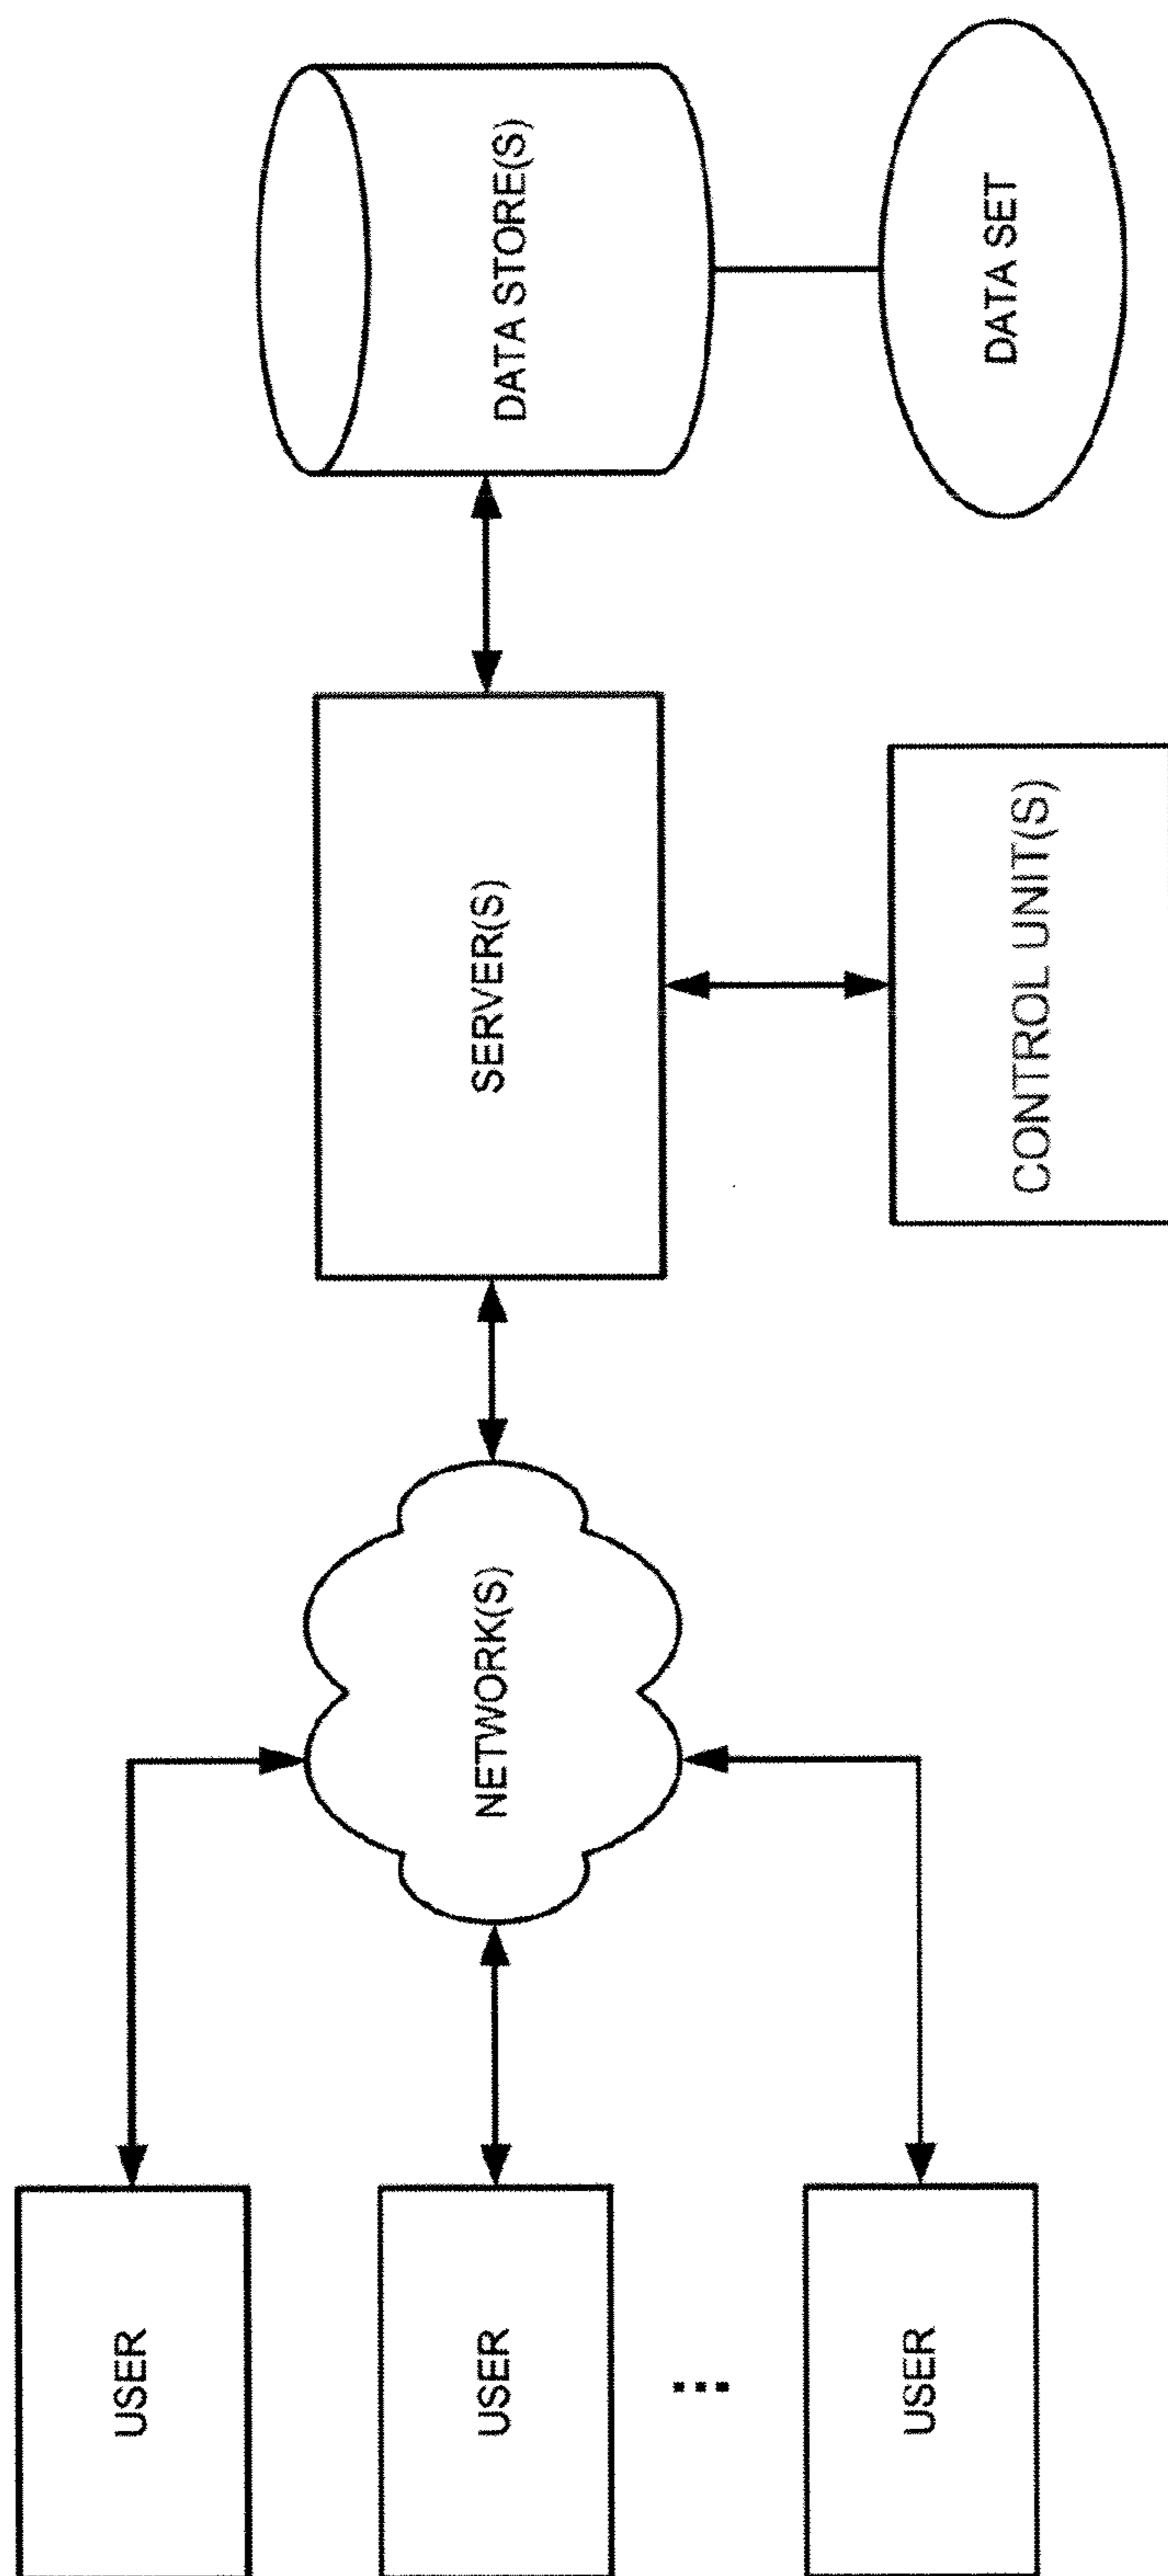 USER
USER
...
USER
NETWORK(S)
SERVER(S)
CONTROL UNIT(S)
DATA STORE(S)
DATA SET